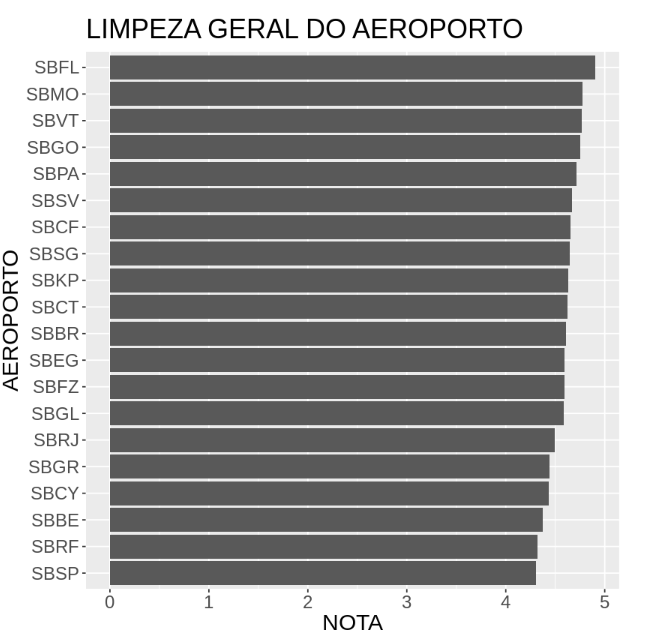 LIMPEZA GERAL DO AEROPORTO
AEROPORTO
SBFL
SBMO
SBVT
SBGO
SBPA
SBSV
SBCF
SBSG
SBKP
SBCT
SBBR
SBEG
SBFZ
SBGL
SBRJ
SBGR
SBCY
SBBE
SBRF
SBSP
0 1 2 3 4 5
NOTA